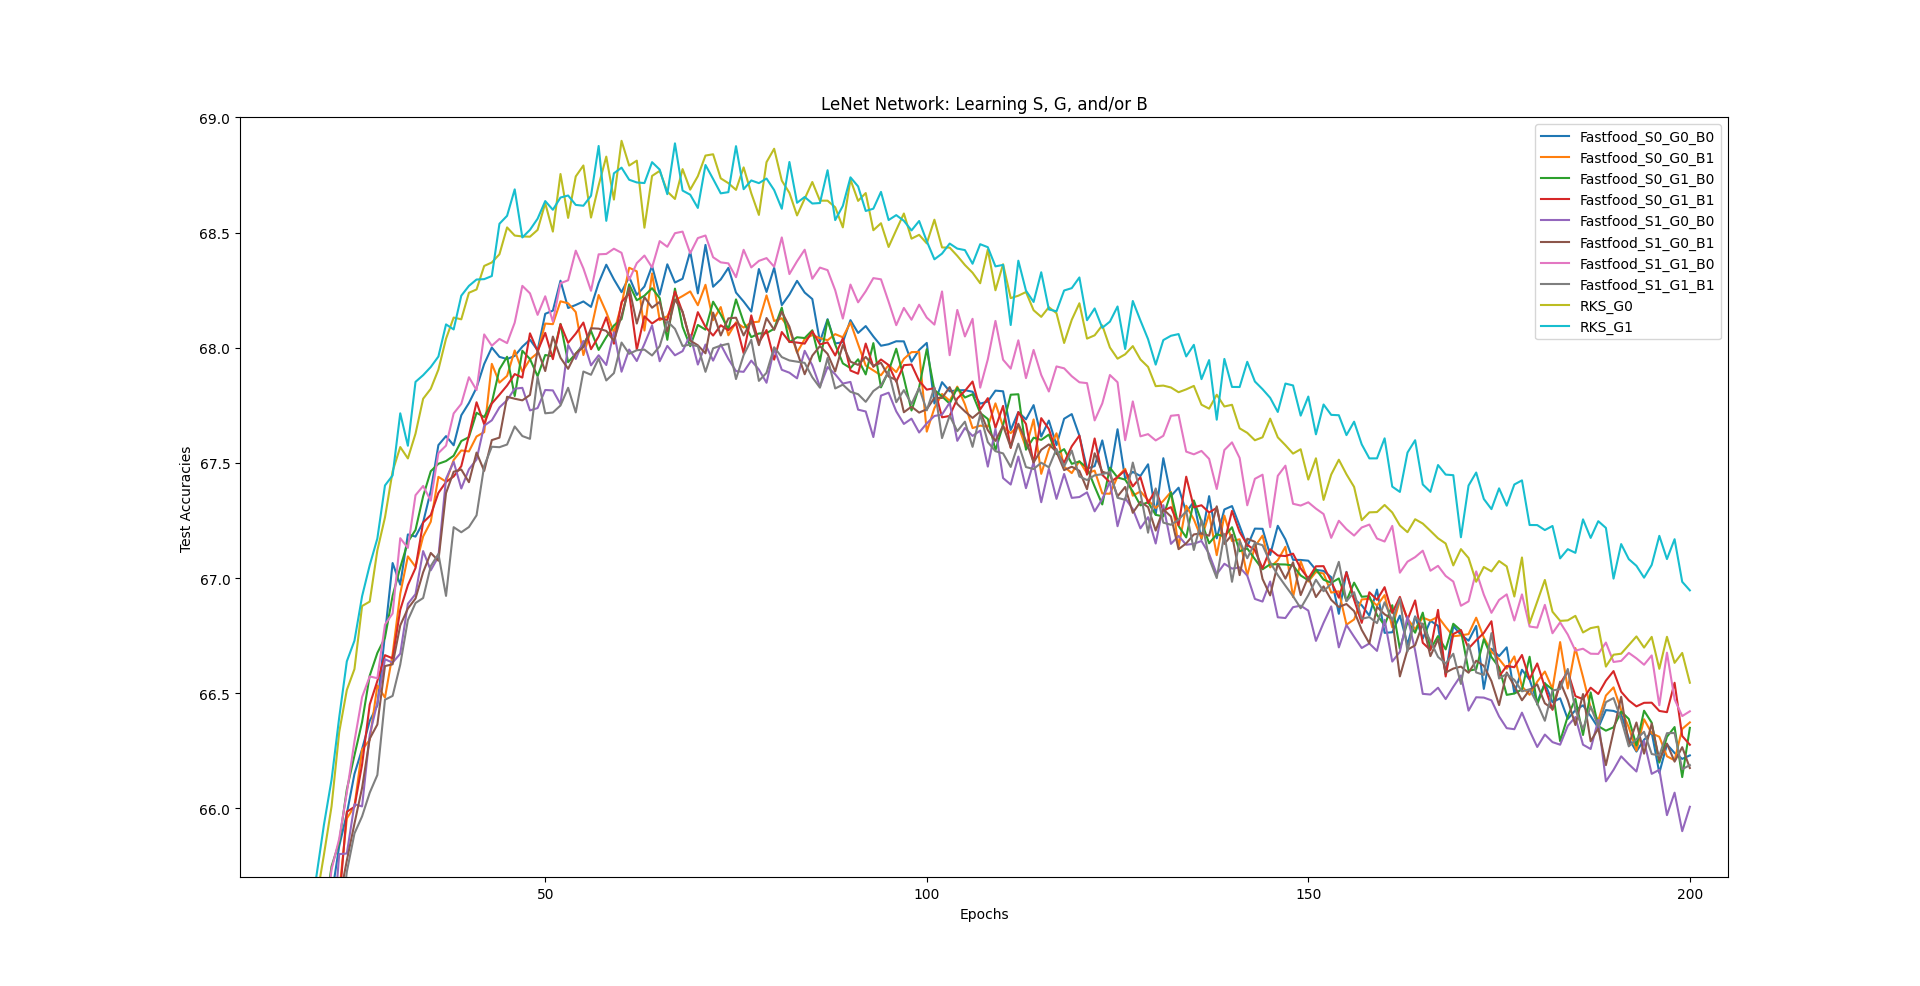 LeNet Network: Learning S, G, and/or B
69.0
68.5
68.0
67.5
67.0
66.5
66.0
Test Accuracies
50
100
150
200
Epochs
Fastfood_S0_G0_B0
Fastfood_S0_G0_B1
Fastfood_S0_G1_B0
Fastfood_S0_G1_B1
Fastfood_S1_G0_B0
Fastfood_S1_G0_B1
Fastfood_S1_G1_B0
Fastfood_S1_G1_B1
RKS_G0
RKS_G1